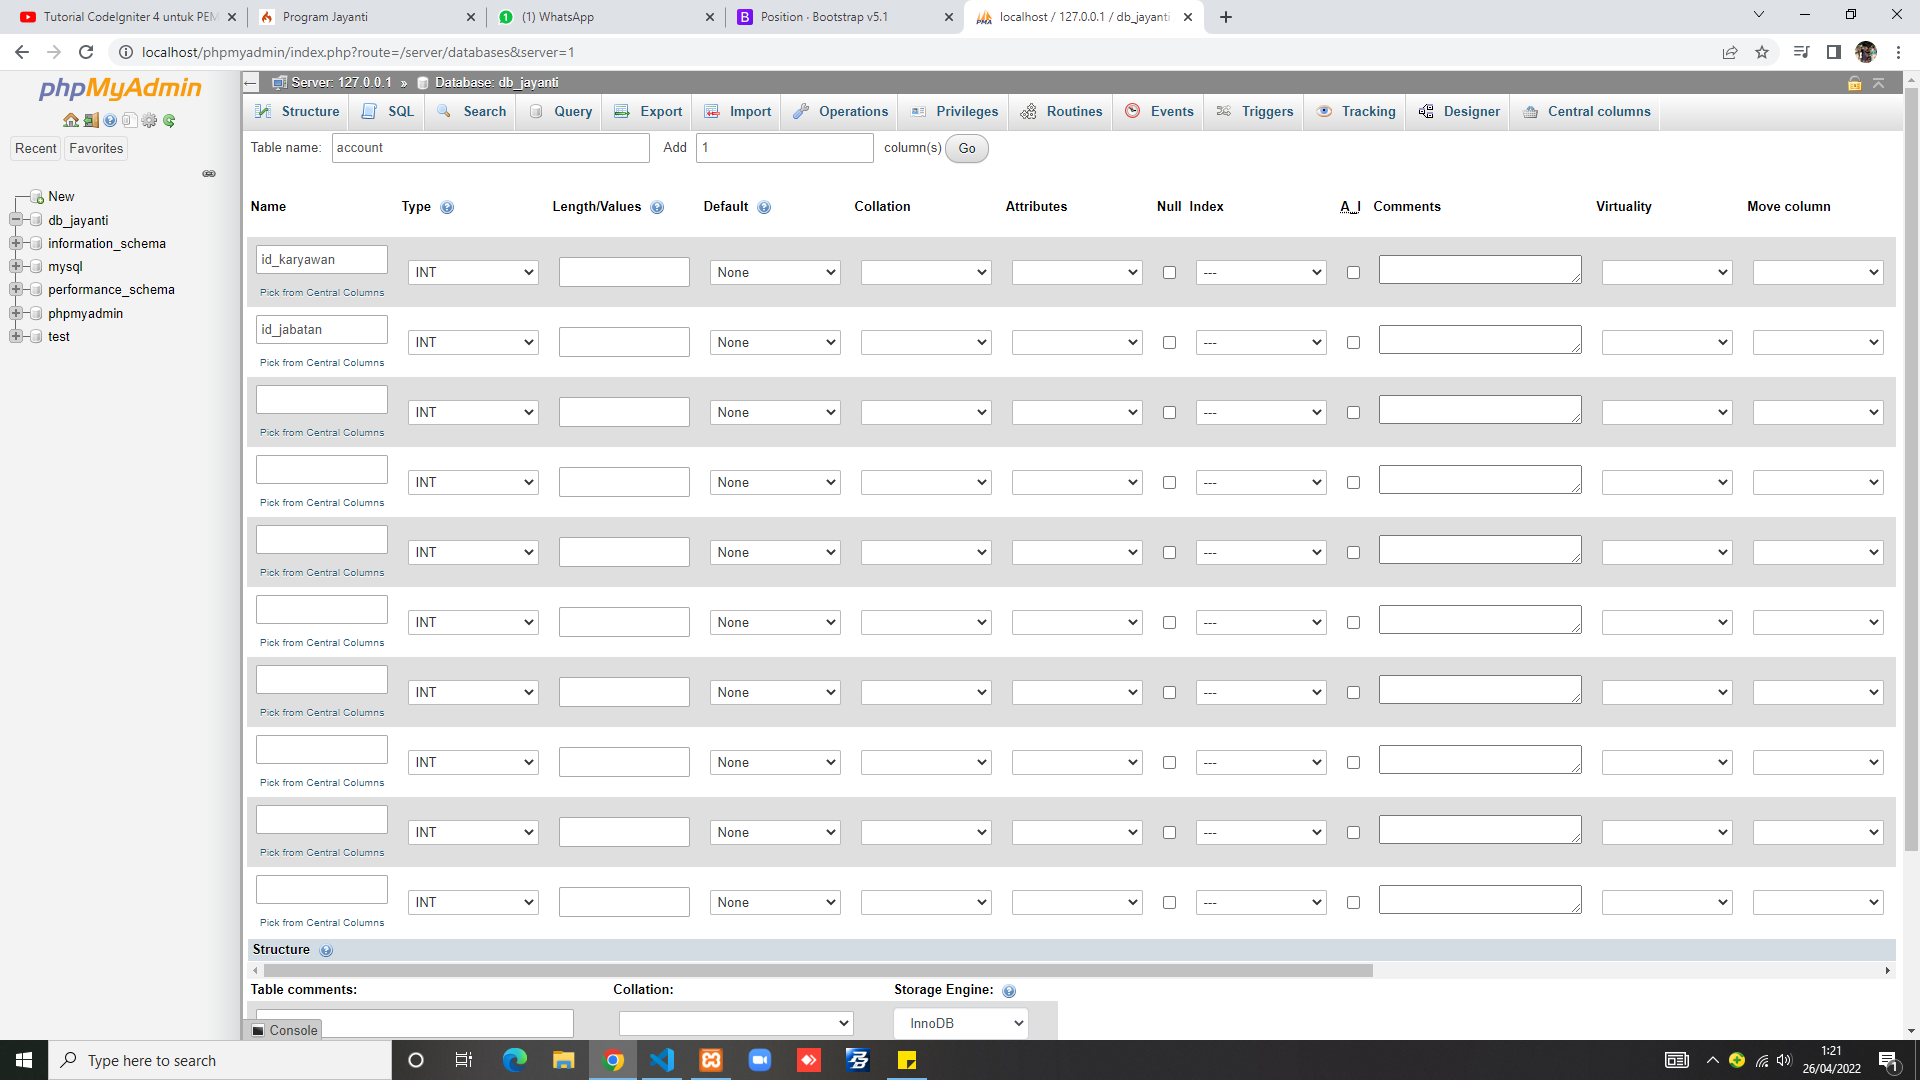 Tutorial CodeIgniter 4 untuk PEM
Program Jayanti
(1) WhatsApp
Position · Bootstrap v5.1
localhost / 127.0.0.1 / db_jayanti
localhost/phpmyadmin/index.php?route=/server/databases&server=1
phpMyAdmin
Recent
Favorites
New
db_jayanti
information_schema
mysql
performance_schema
phpmyadmin
test
Server: 127.0.0.1 » Database: db_jayanti
Structure SQL Search Query Export Import Operations Privileges Routines Events Triggers Tracking Designer Central columns
Table name: account Add 1 column(s) Go
Name Type Length/Values Default Collation Attributes Null Index A_I Comments Virtuality Move column
id_karyawan INT None ---
Pick from Central Columns
id_jabatan INT None ---
Pick from Central Columns
INT None ---
Pick from Central Columns
INT None ---
Pick from Central Columns
INT None ---
Pick from Central Columns
INT None ---
Pick from Central Columns
INT None ---
Pick from Central Columns
INT None ---
Pick from Central Columns
INT None ---
Pick from Central Columns
INT None ---
Pick from Central Columns
Structure
Table comments: Collation: Storage Engine:
InnoDB
Console
Type here to search
1:21
26/04/2022
1